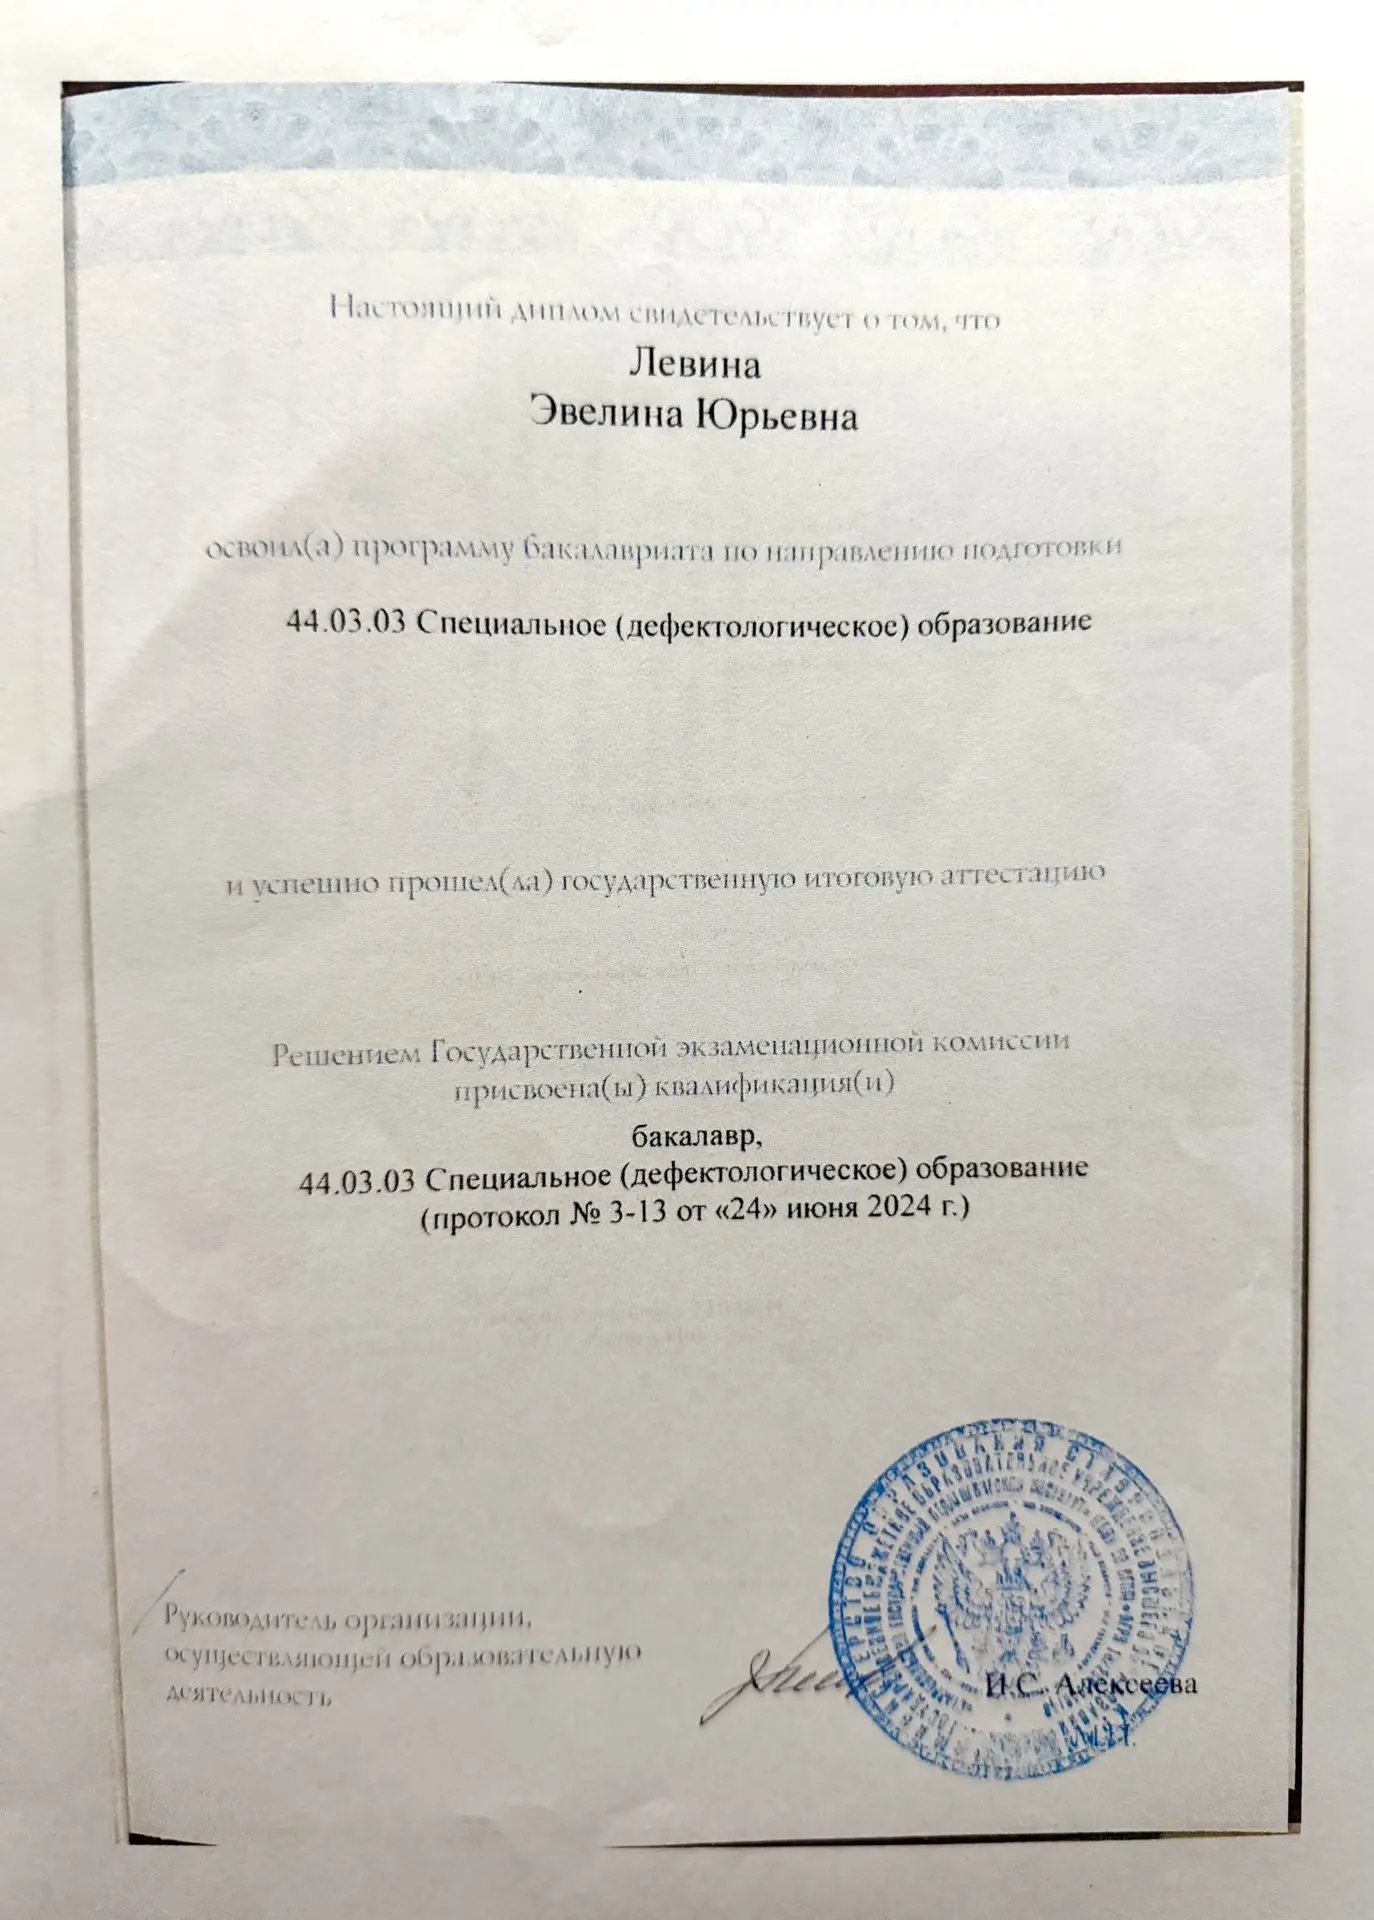 Настоящий диплом свидетельствует о том, что
Левина
Эвелина Юрьевна
освоил(а) программу бакалавриата по направлению подготовки
44.03.03 Специальное (дефектологическое) образование
и успешно прошел(ла) государственную итоговую аттестацию
Решением Государственной экзаменационной комиссии
присвоена(ы) квалификация(и)
бакалавр,
44.03.03 Специальное (дефектологическое) образование
(протокол № 3-13 от «24» июня 2024 г.)
Руководитель организации,
осуществляющей образовательную
деятельность
И.С. Алексеева